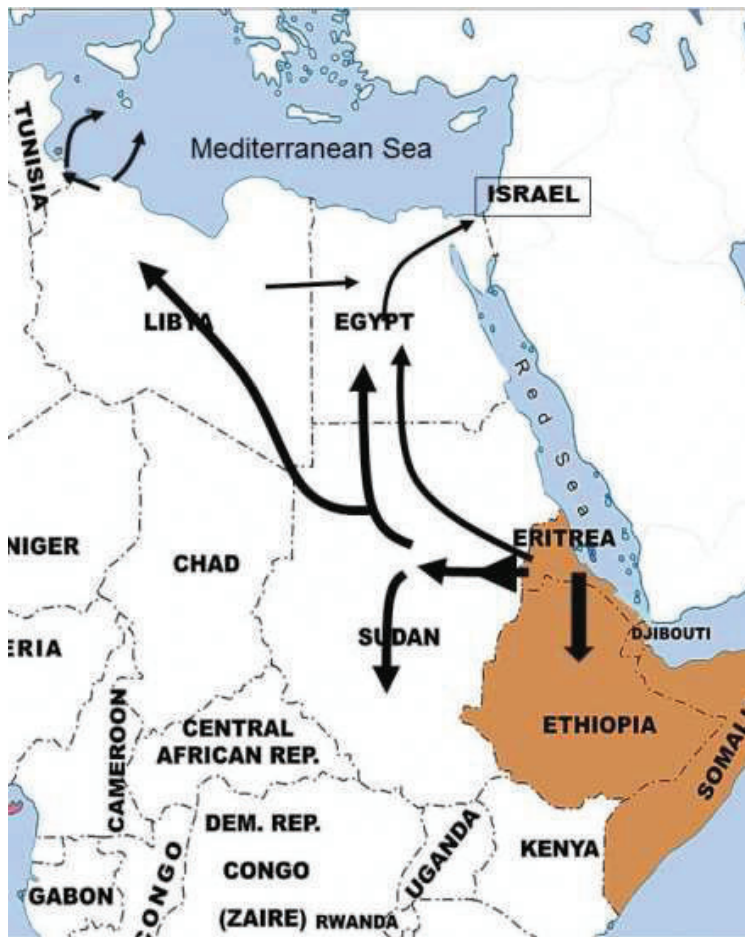 TUNISIA
Mediterranean Sea
ISRAEL
LIBYA
EGYPT
Red Sea
NIGER
CHAD
ERITREA
ERIA
SUDAN
DJIBOUTI
CAMEROON
CENTRAL
AFRICAN REP.
ETHIOPIA
SOMALI
DEM. REP.
CONGO
(ZAIRE)
RWANDA
UGANDA
KENYA
GABON
CONGO